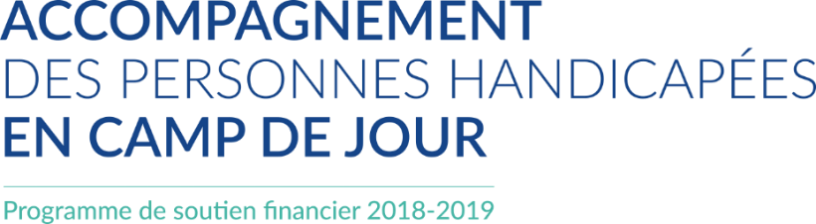 ACCOMPAGNEMENT
DES PERSONNES HANDICAPÉES
EN CAMP DE JOUR
Programme de soutien financier 2018-2019